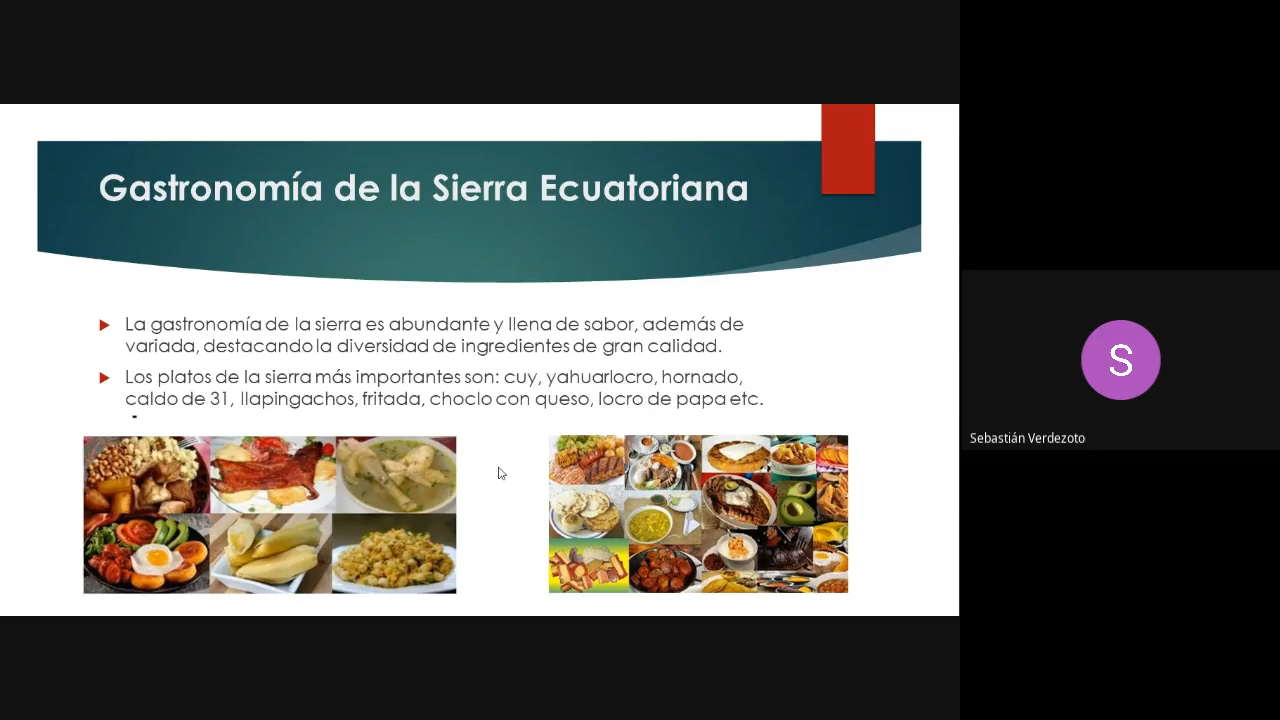 Gastronomía de la Sierra Ecuatoriana
La gastronomía de la sierra es abundante y llena de sabor, además de
variada, destacando la diversidad de ingredientes de gran calidad.
Los platos de la sierra más importantes son: cuy, yahuarlocro, hornado,
caldo de 31, llapingachos, fritada, choclo con queso, locro de papa etc.
S
Sebastián Verdezoto